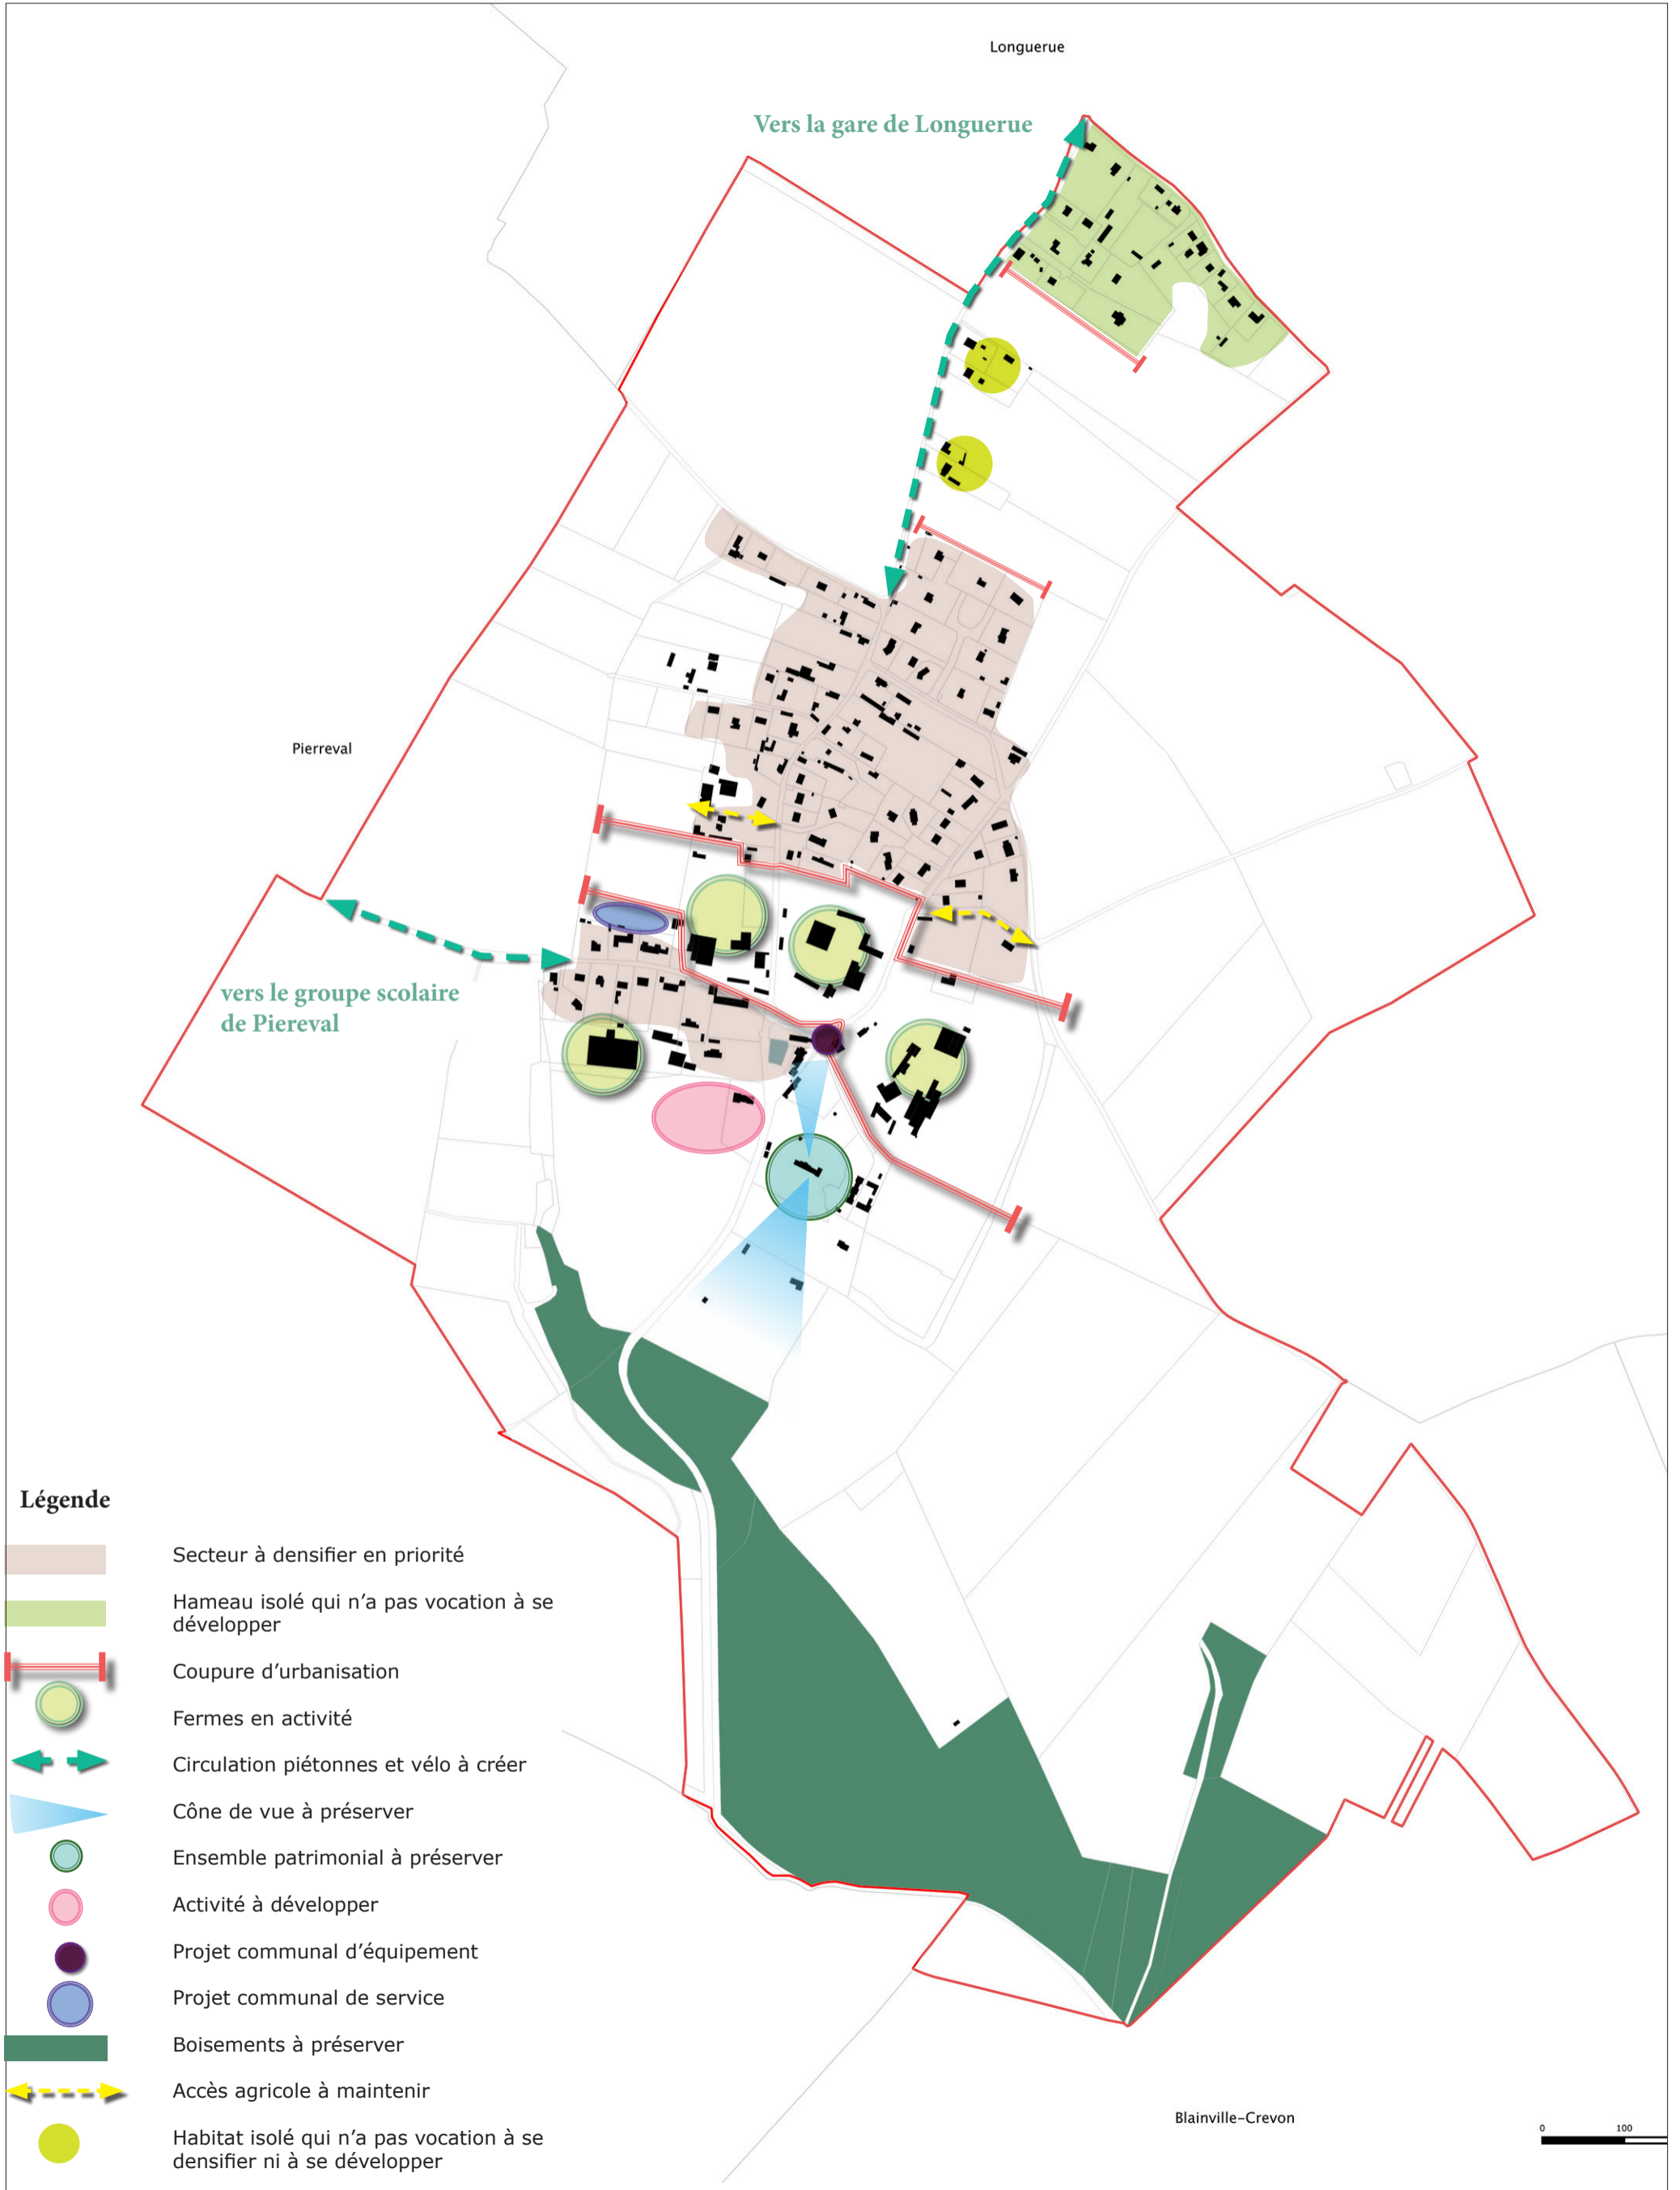 Longuerue
Vers la gare de Longuerue
Pierreval
vers le groupe scolaire
de Piereval
Légende
Secteur à densifier en priorité
Hameau isolé qui n'a pas vocation à se
développer
Coupure d'urbanisation
Fermes en activité
Circulation piétonnes et vélo à créer
Cône de vue à préserver
Ensemble patrimonial à préserver
Activité à développer
Projet communal d'équipement
Projet communal de service
Boisements à préserver
Accès agricole à maintenir
Habitat isolé qui n'a pas vocation à se
densifier ni à se développer
Blainville-Crevon
0 100